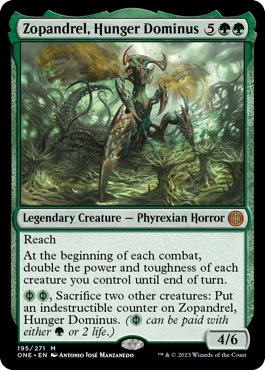 Zopandrel, Hunger Dominus 5
Legendary Creature — Phyrexian Horror
Reach
At the beginning of each combat,
double the power and toughness of each
creature you control until end of turn.
, Sacrifice two other creatures: Put
an indestructible counter on Zopandrel,
Hunger Dominus. ( can be paid with
either or 2 life.)
4/6
195/271 M
ONE • EN ANTONIO JOSÉ MANZANEDO
™ & © 2023 Wizards of the Coast